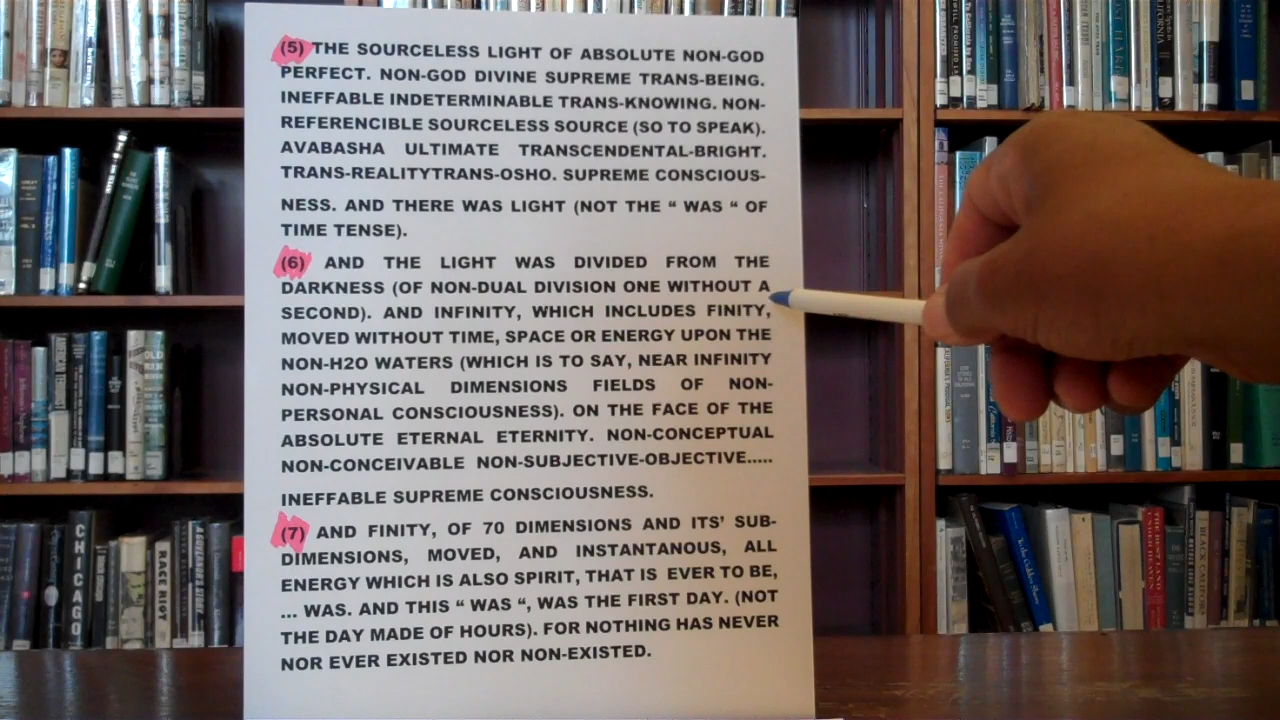 (5) THE SOURCELESS LIGHT OF ABSOLUTE NON-GOD
PERFECT. NON-GOD DIVINE SUPREME TRANS-BEING.
INEFFABLE INDETERMINABLE TRANS-KNOWING. NON-
REFERENCIBLE SOURCELESS SOURCE (SO TO SPEAK).
AVABASHA ULTIMATE TRANSCENDENTAL-BRIGHT.
TRANS-REALITYTRANS-OSHO. SUPREME CONSCIOUS-
NESS. AND THERE WAS LIGHT (NOT THE “ WAS “ OF
TIME TENSE).
(6) AND THE LIGHT WAS DIVIDED FROM THE
DARKNESS (OF NON-DUAL DIVISION ONE WITHOUT A
SECOND). AND INFINITY, WHICH INCLUDES FINITY,
MOVED WITHOUT TIME, SPACE OR ENERGY UPON THE
NON-H2O WATERS (WHICH IS TO SAY, NEAR INFINITY
NON-PHYSICAL DIMENSIONS FIELDS OF NON-
PERSONAL CONSCIOUSNESS). ON THE FACE OF THE
ABSOLUTE ETERNAL ETERNITY. NON-CONCEPTUAL
NON-CONCEIVABLE NON-SUBJECTIVE-OBJECTIVE.....
INEFFABLE SUPREME CONSCIOUSNESS.
(7) AND FINITY, OF 70 DIMENSIONS AND ITS’ SUB-
DIMENSIONS, MOVED, AND INSTANTANOUS, ALL
ENERGY WHICH IS ALSO SPIRIT, THAT IS EVER TO BE,
... WAS. AND THIS “ WAS “, WAS THE FIRST DAY. (NOT
THE DAY MADE OF HOURS). FOR NOTHING HAS NEVER
NOR EVER EXISTED NOR NON-EXISTED.
CHICAGO
RACE RIOT